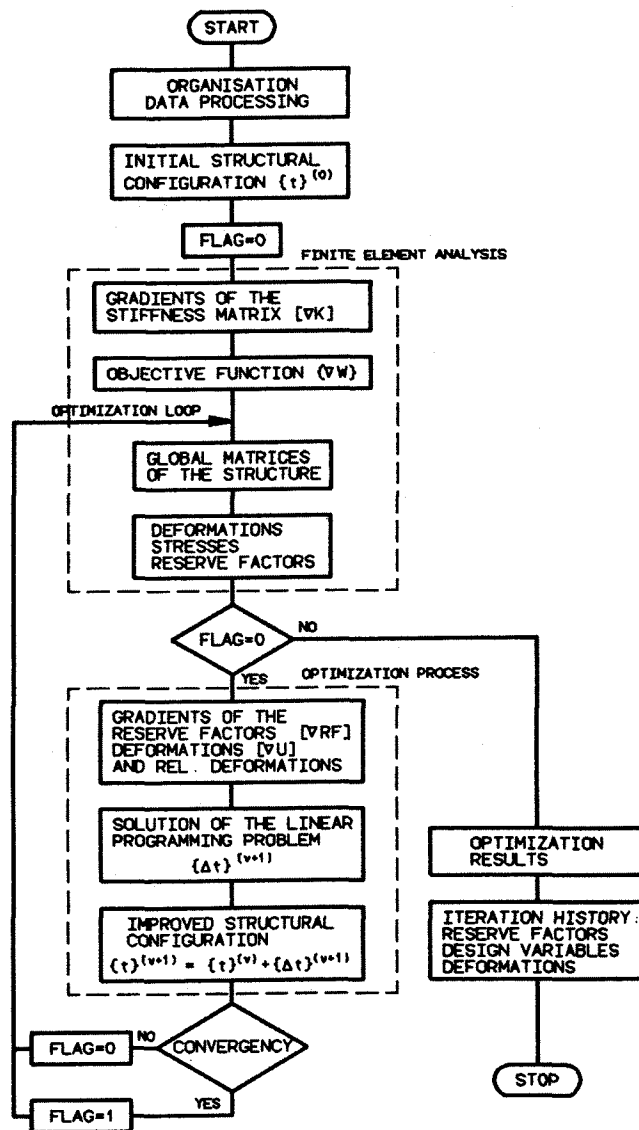 START
ORGANISATION
DATA PROCESSING
INITIAL STRUCTURAL
CONFIGURATION {t}⁽⁰⁾
FLAG=0
FINITE ELEMENT ANALYSIS
GRADIENTS OF THE
STIFFNESS MATRIX [∇K]
OBJECTIVE FUNCTION {∇W}
OPTIMIZATION LOOP
GLOBAL MATRICES
OF THE STRUCTURE
DEFORMATIONS
STRESSES
RESERVE FACTORS
FLAG=0
NO
YES
OPTIMIZATION PROCESS
GRADIENTS OF THE
RESERVE FACTORS [∇RF]
DEFORMATIONS [∇U]
AND REL. DEFORMATIONS
SOLUTION OF THE LINEAR
PROGRAMMING PROBLEM
{Δt}⁽ᵛ⁺¹⁾
IMPROVED STRUCTURAL
CONFIGURATION
{t}⁽ᵛ⁺¹⁾ = {t}⁽ᵛ⁾+{Δt}⁽ᵛ⁺¹⁾
CONVERGENCY
NO
FLAG=0
YES
FLAG=1
OPTIMIZATION
RESULTS
ITERATION HISTORY:
RESERVE FACTORS
DESIGN VARIABLES
DEFORMATIONS
STOP